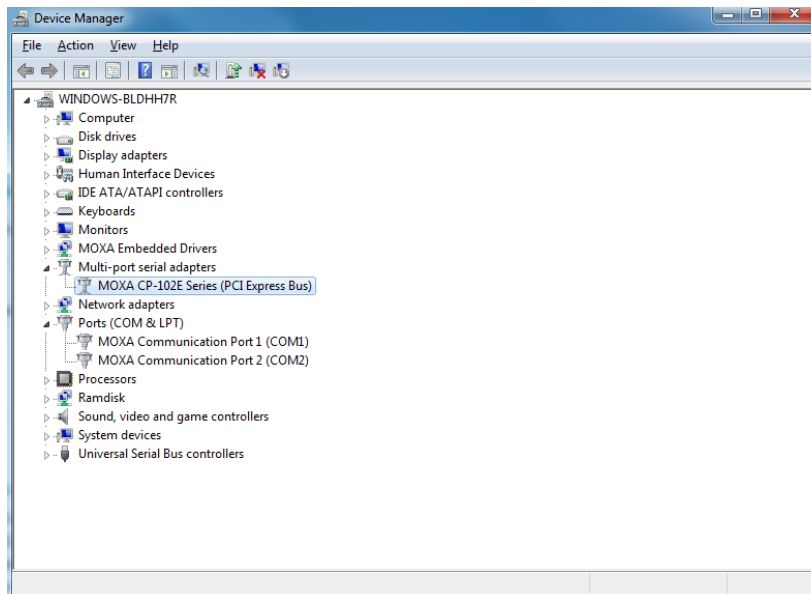 Device Manager
File Action View Help
WINDOWS-BLDHH7R
Computer
Disk drives
Display adapters
Human Interface Devices
IDE ATA/ATAPI controllers
Keyboards
Monitors
MOXA Embedded Drivers
Multi-port serial adapters
MOXA CP-102E Series (PCI Express Bus)
Network adapters
Ports (COM & LPT)
MOXA Communication Port 1 (COM1)
MOXA Communication Port 2 (COM2)
Processors
Ramdisk
Sound, video and game controllers
System devices
Universal Serial Bus controllers